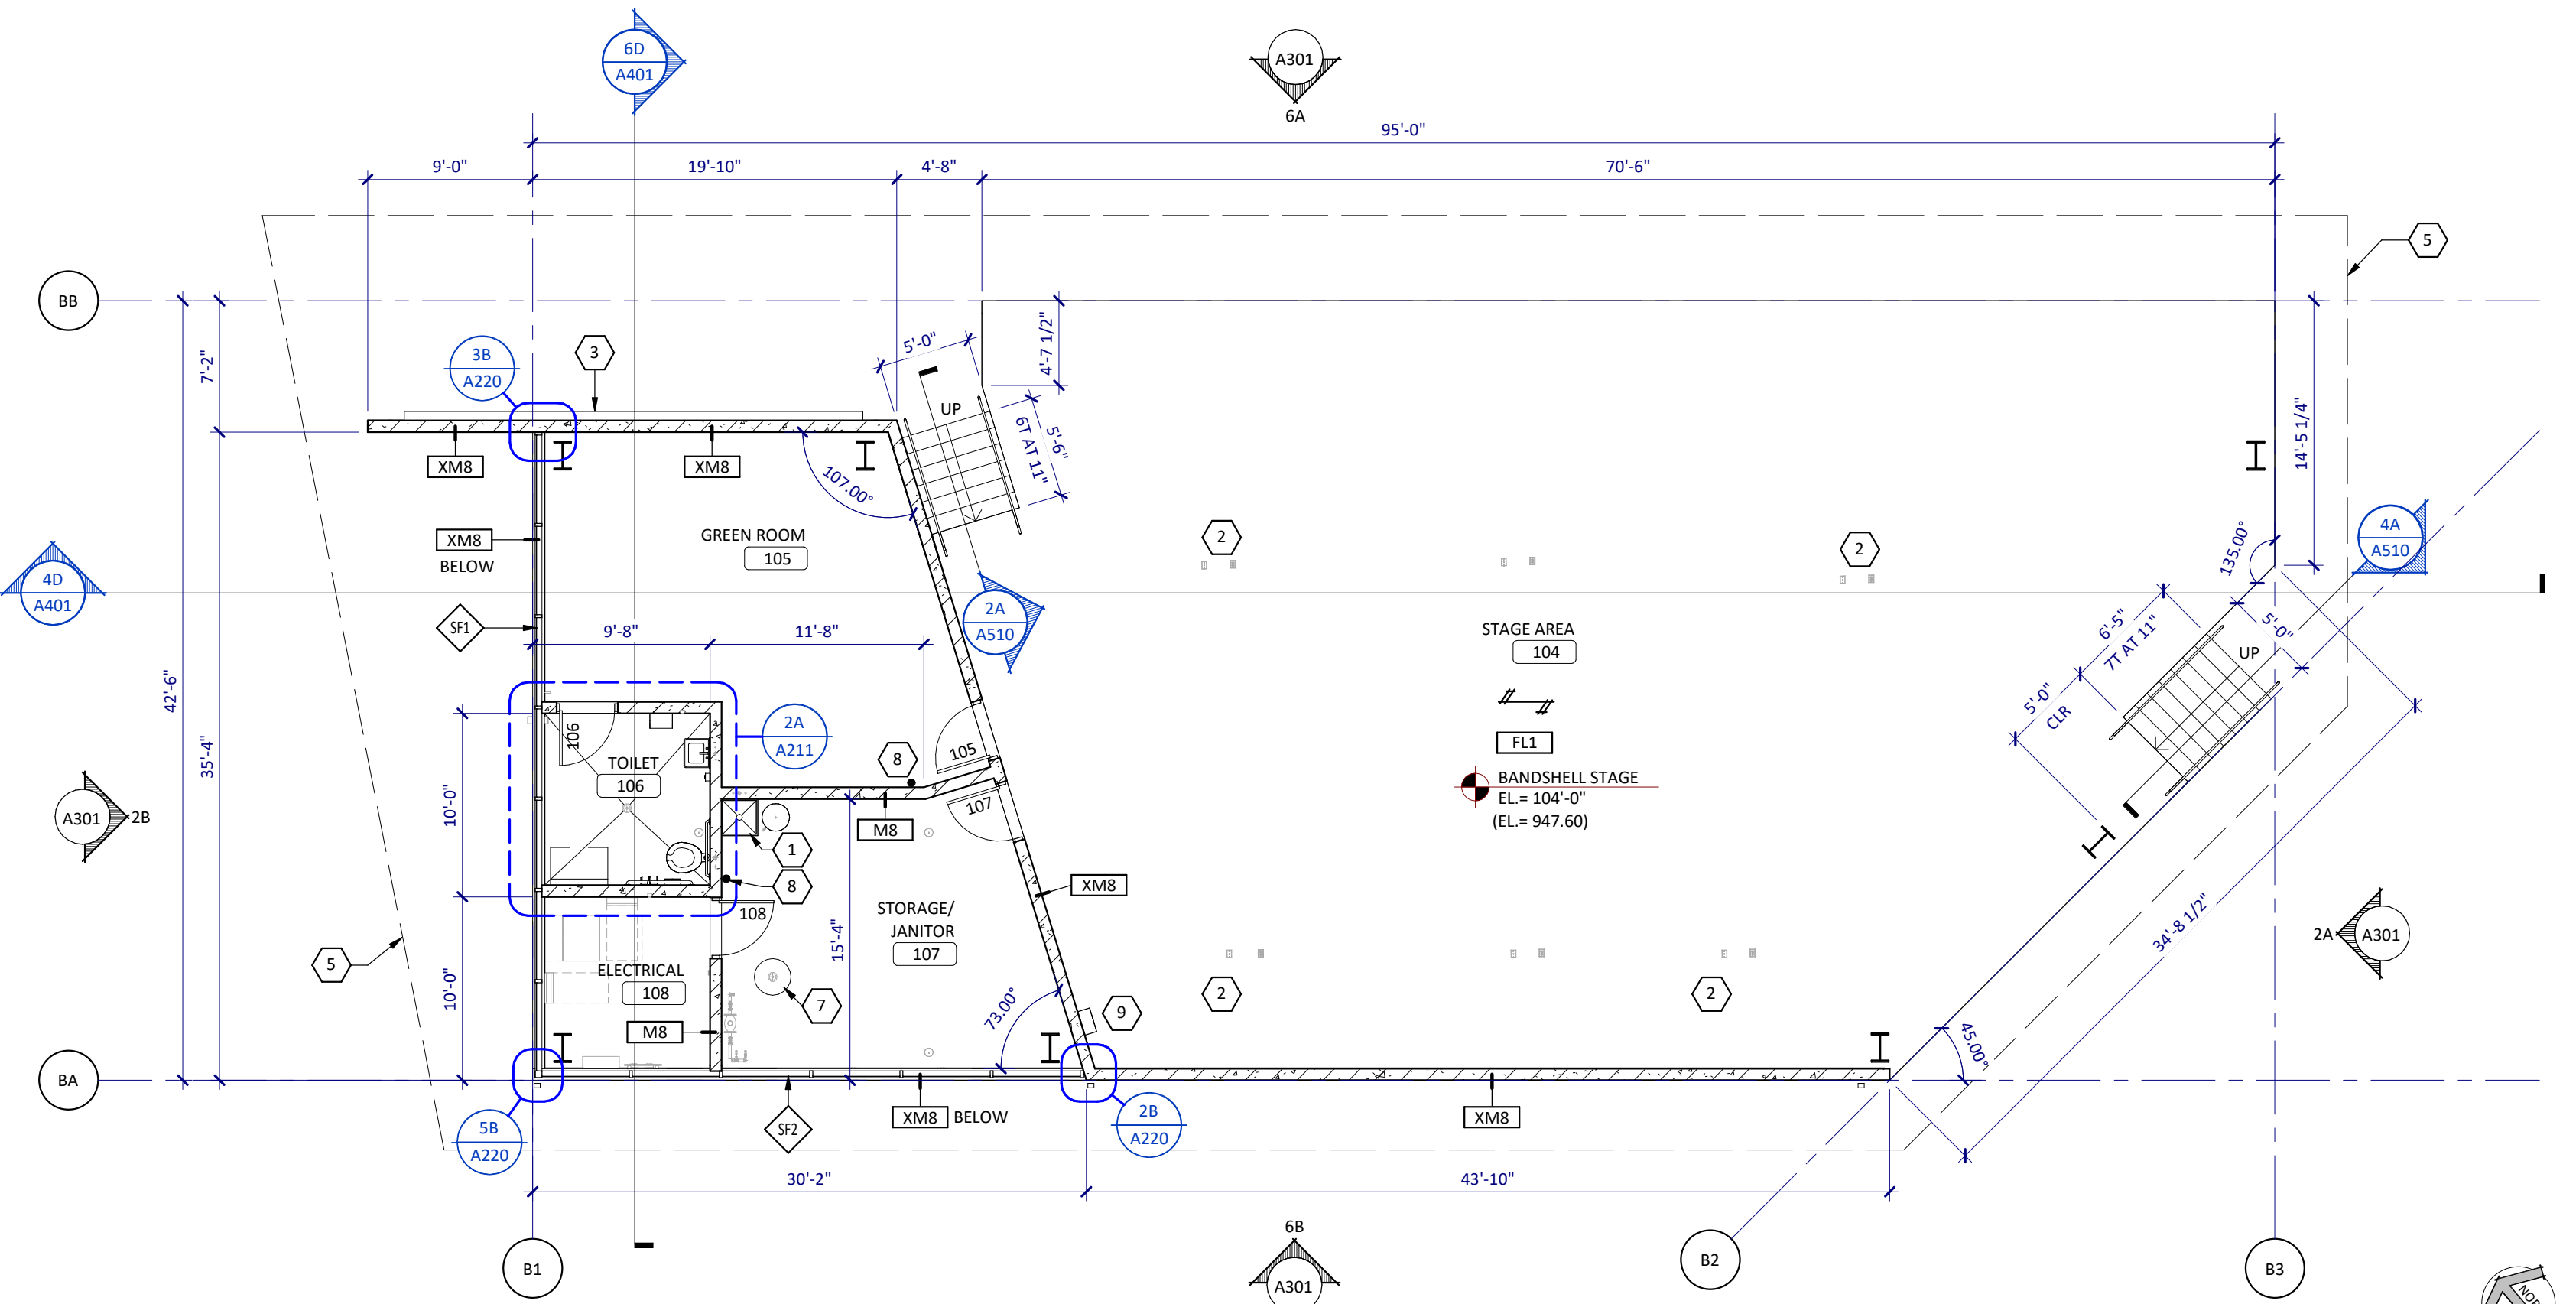 6D
A401
A301
6A
95'-0"
9'-0"
19'-10"
4'-8"
70'-6"
5
BB
3B
A220
3
5'-0"
4'-7 1/2"
7'-2"
UP
6T AT 11"
5'-6"
14'-5 1/4"
XM8
XM8
107.00°
XM8
BELOW
GREEN ROOM
105
2
2
135.00°
4A
A510
4D
A401
SF1
9'-8"
11'-8"
2A
A510
STAGE AREA
104
6'-5"
7T AT 11"
5'-0"
UP
42'-6"
35'-4"
5'-0"
CLR
106
TOILET
106
2A
A211
8
105
FL1
BANDSHELL STAGE
EL.= 104'-0"
(EL.= 947.60)
A301
2B
10'-0"
107
M8
1
8
XM8
108
STORAGE/
JANITOR
107
15'-4"
34'-8 1/2"
2A
A301
5
10'-0"
ELECTRICAL
108
7
M8
73.00°
9
2
2
45.00°
BA
5B
A220
SF2
XM8
BELOW
2B
A220
XM8
30'-2"
43'-10"
6B
A301
B1
B2
B3